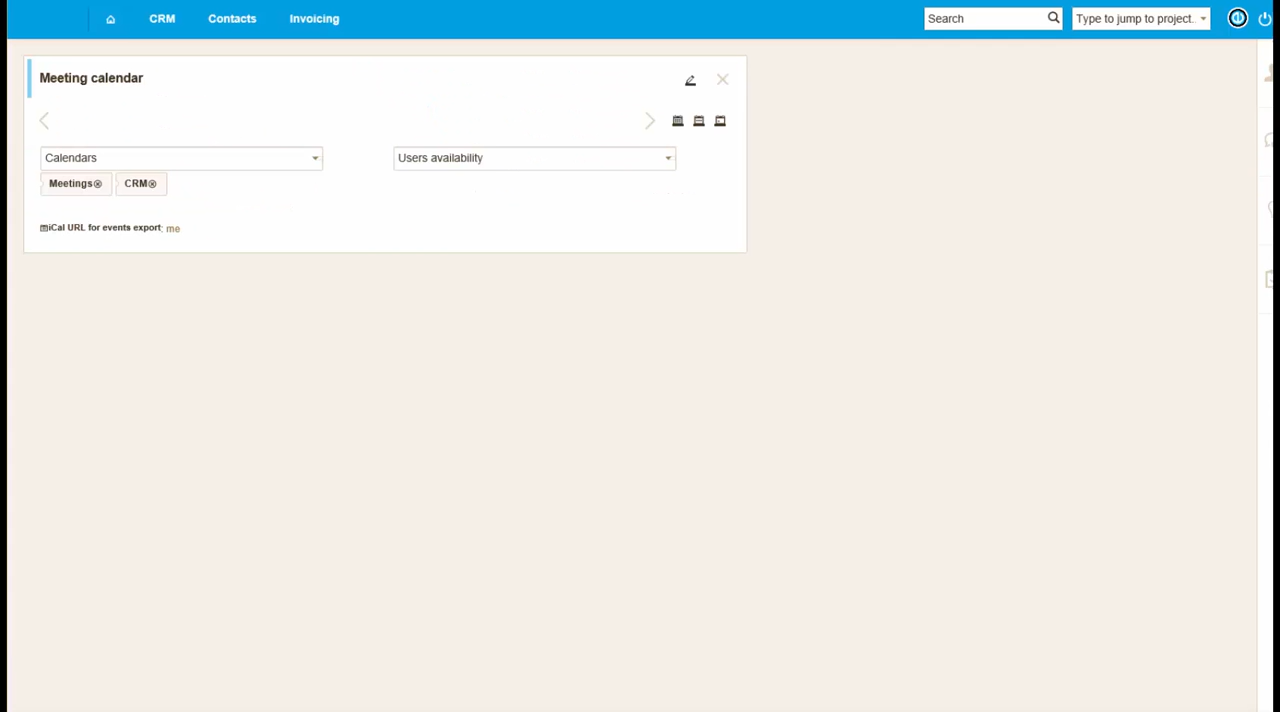 CRM Contacts Invoicing Search Type to jump to project.
Meeting calendar
Calendars Users availability
Meetings CRM
iCal URL for events export: me